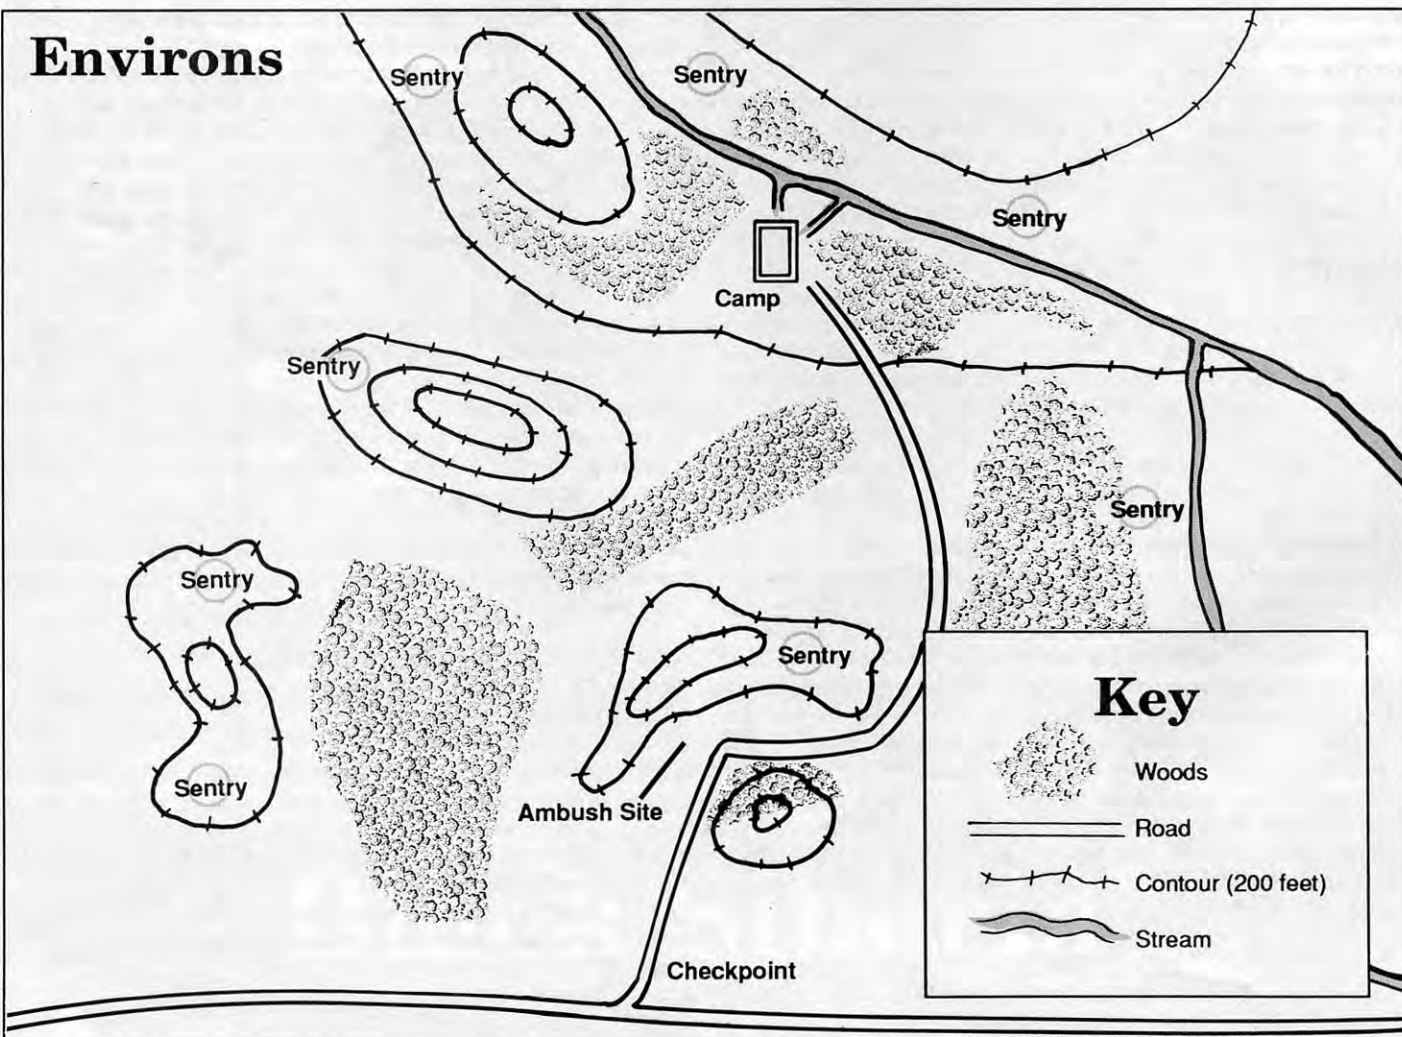 Environs
Sentry
Sentry
Sentry
Camp
Sentry
Sentry
Sentry
Sentry
Sentry
Ambush Site
Checkpoint
Key
Woods
Road
Contour (200 feet)
Stream